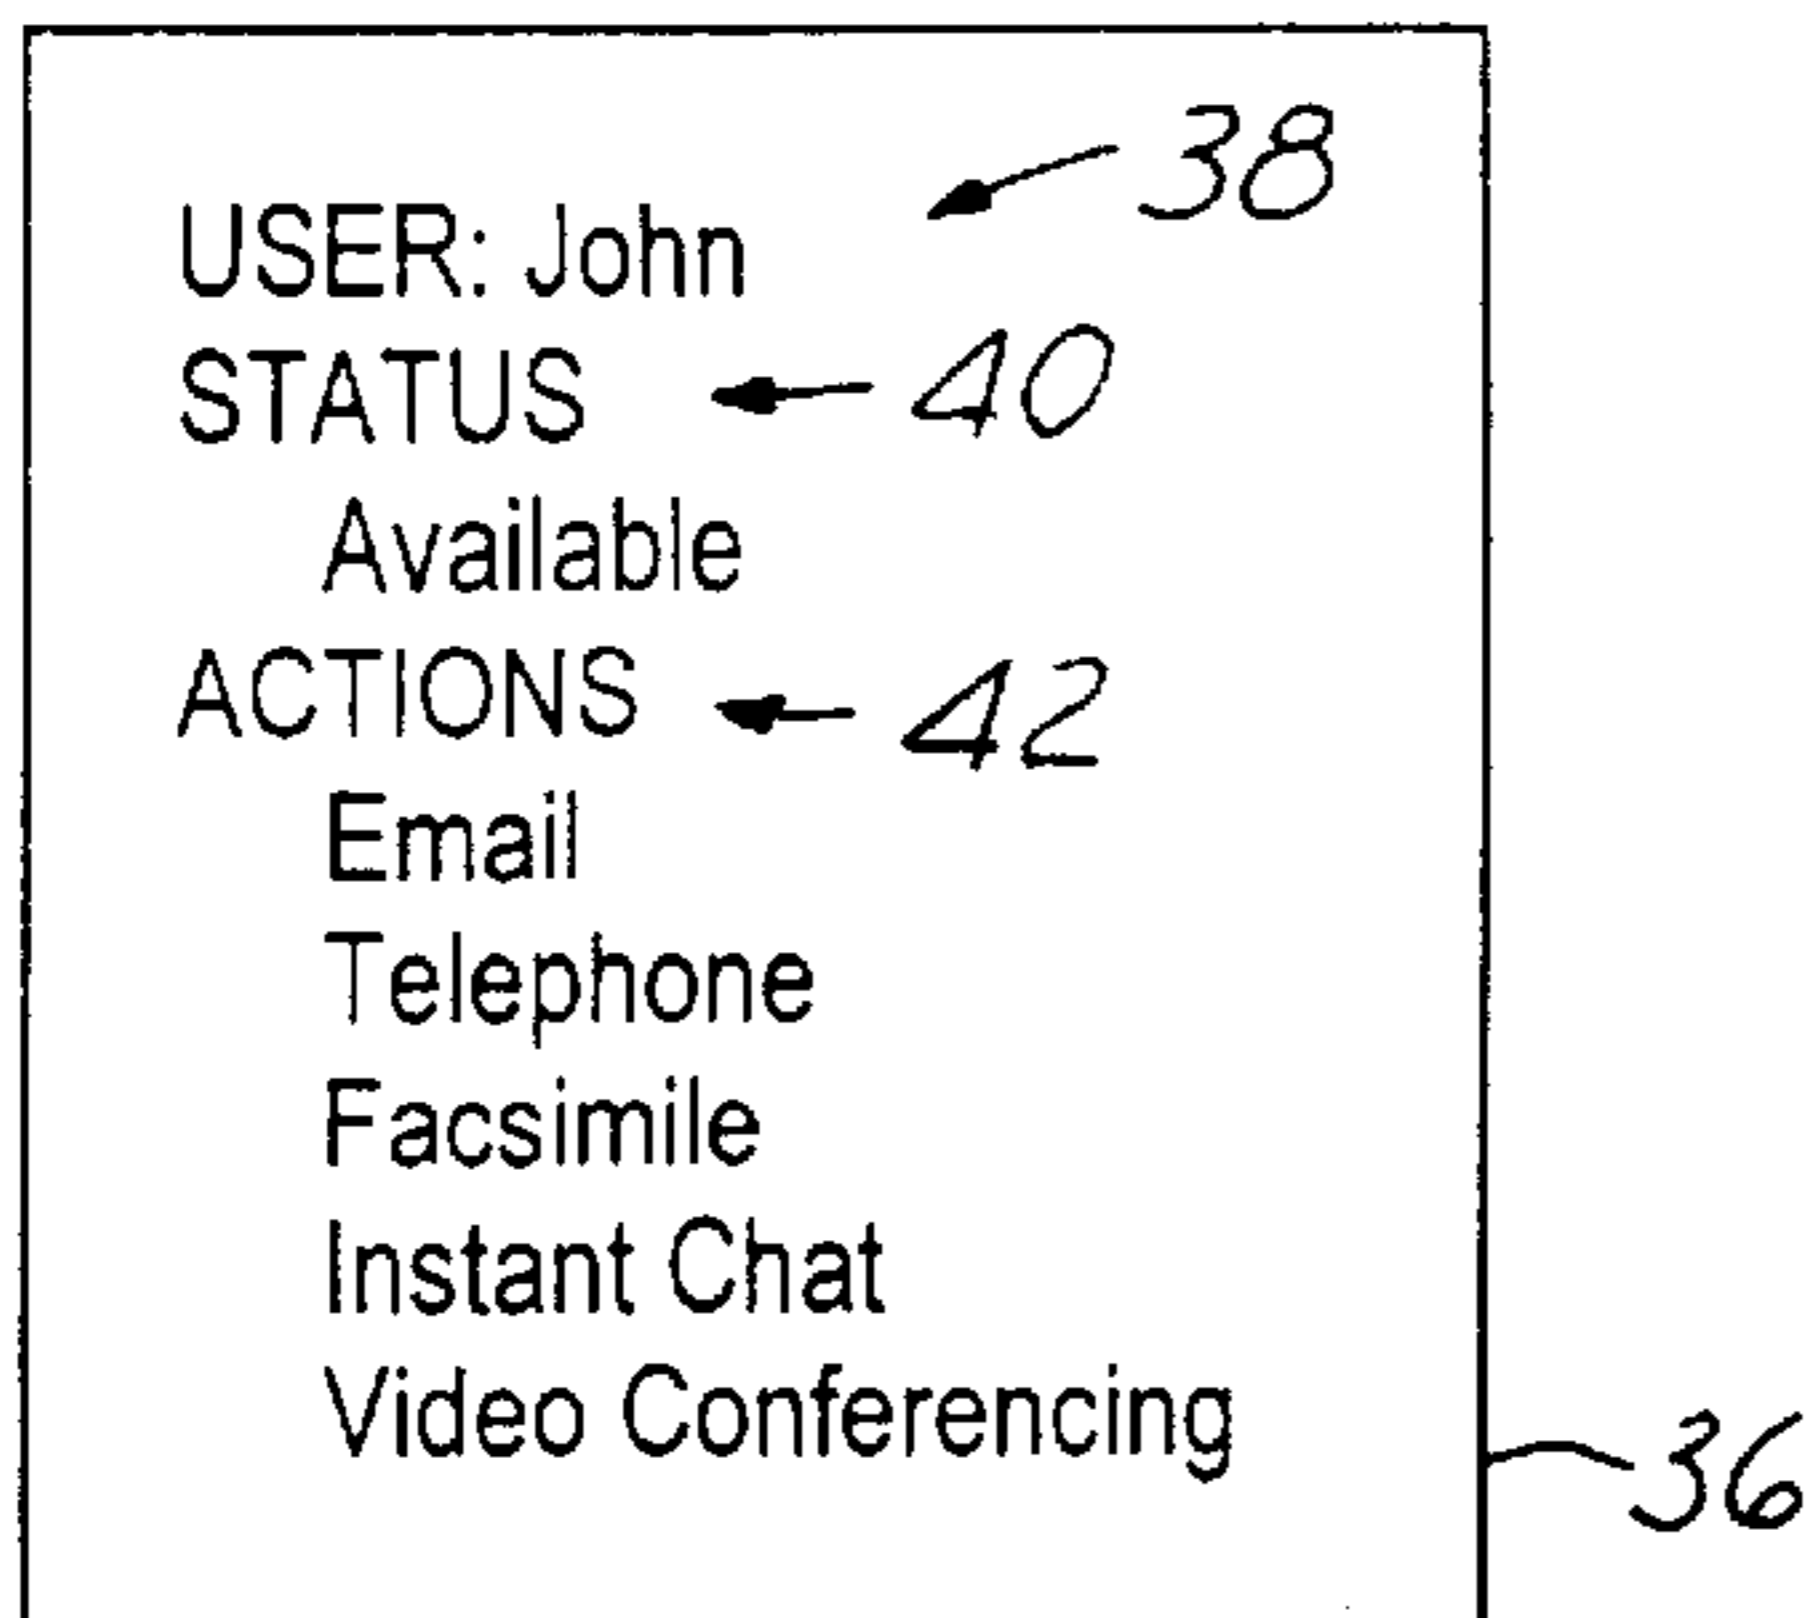 38
USER: John
STATUS 40
Available
ACTIONS 42
Email
Telephone
Facsimile
Instant Chat
Video Conferencing
36